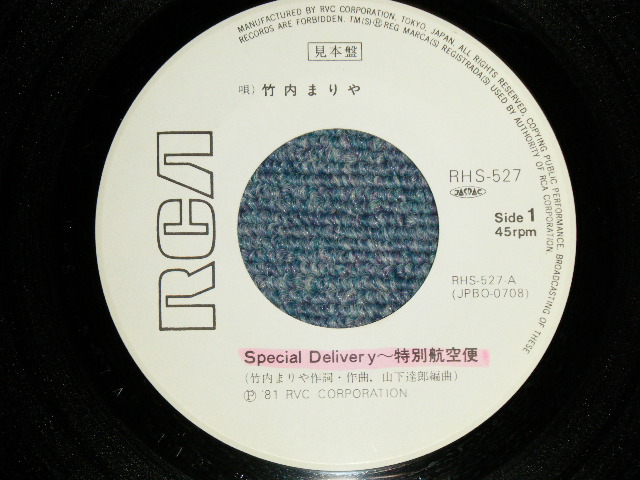 MANUFACTURED BY RVC CORPORATION, TOKYO, JAPAN. ALL RIGHTS RESERVED, COPYING PUBLIC PERFORMANCE, BROADCASTING OF THESE
RECORDS ARE FORBIDDEN. TM(S)Ⓡ REG MARCA(S) REGISTRADA(S) USED BY AUTHORITY OF RCA CORPORATION.
見本盤
唄) 竹内まりや
RCA
RHS-527
JASRAC
Side 1
45rpm
RHS-527-A
(JPBO-0708)
Special Delivery〜特別航空便
(竹内まりや作詞・作曲, 山下達郎編曲)
Ⓟ '81 RVC CORPORATION